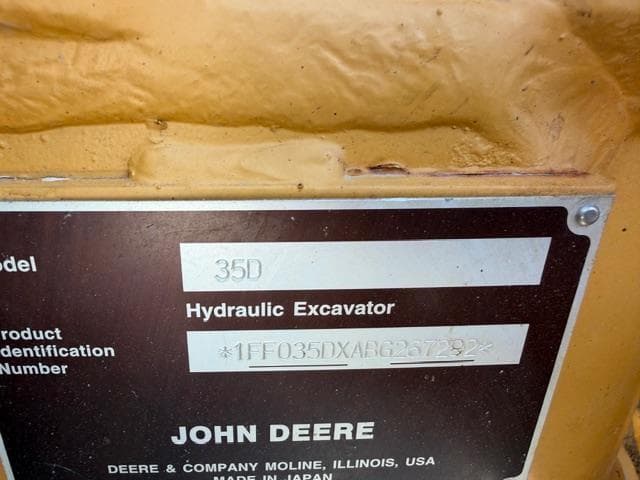 odel
35D
Hydraulic Excavator
roduct
dentification
Number
*1FF035DXABG267292*
JOHN DEERE
DEERE & COMPANY MOLINE, ILLINOIS, USA
MADE IN JAPAN